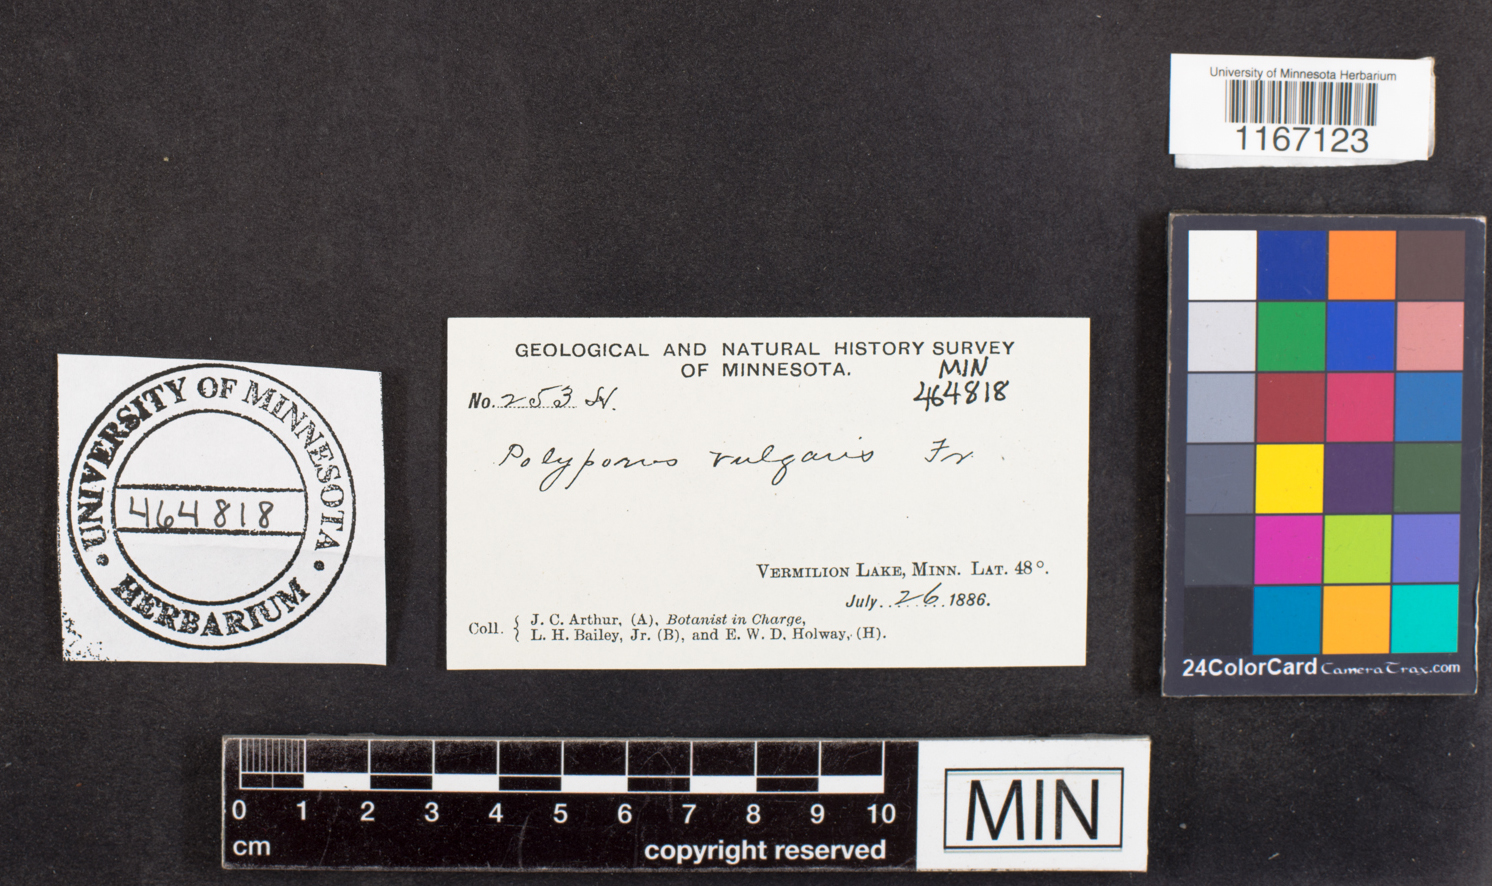 University of Minnesota Herbarium
1167123
GEOLOGICAL AND NATURAL HISTORY SURVEY
OF MINNESOTA.
MIN
464818
No. 253 H.
Polyporus vulgaris Fr.
VERMILION LAKE, MINN. LAT. 48°.
July 26 1886.
Coll. { J. C. Arthur, (A), Botanist in Charge,
L. H. Bailey, Jr. (B), and E. W. D. Holway, (H).
UNIVERSITY OF MINNESOTA
464818
HERBARIUM
24ColorCard CameraTrax.com
0 1 2 3 4 5 6 7 8 9 10
cm
copyright reserved
MIN